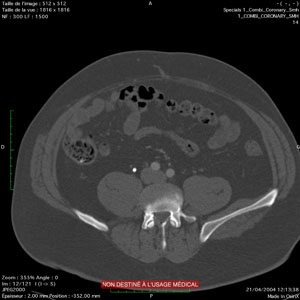 Taille de l'image : 512 x 512
Taille de la vue : 1816 x 1816
NF : 300 LF : 1500
A
- ( - , - )
Specials 1_Combi_Coronary_Smh
1_COMBI_CORONARY_SMH
14
D
G
Zoom : 355% Angle : 0
Im : 12/121 I (I -> S)
JPEG2000
Epaisseur : 2.00 mm Position : -352.00 mm
NON DESTINÉ À L'USAGE MÉDICAL
P
21/04/2004 12:13:36
Made In OsiriX